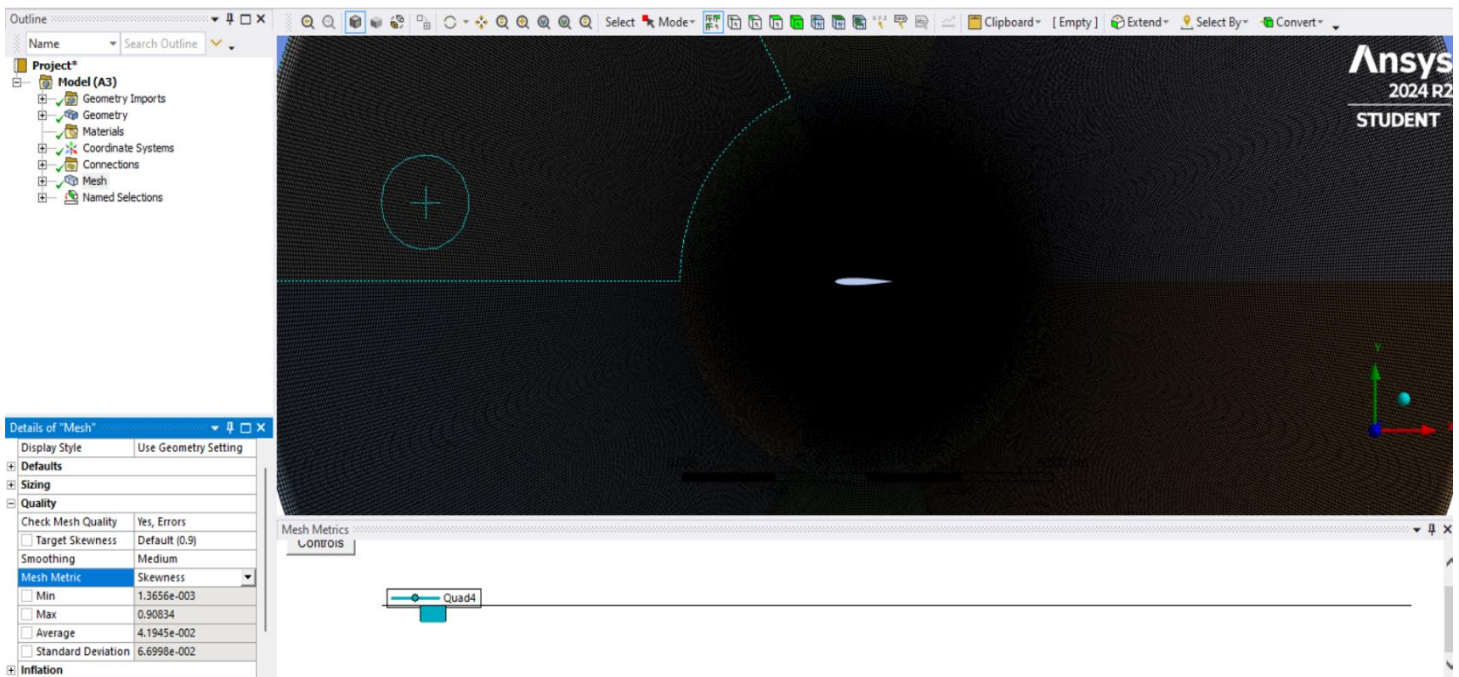 Outline
Select Mode Clipboard [ Empty ] Extend Select By Convert
Name Search Outline
Project*
Model (A3)
Geometry Imports
Geometry
Materials
Coordinate Systems
Connections
Mesh
Named Selections
Ansys
2024 R2
STUDENT
Y
X
Details of "Mesh"
Display Style Use Geometry Setting
Defaults
Sizing
Quality
Check Mesh Quality Yes, Errors
Target Skewness Default (0.9)
Smoothing Medium
Mesh Metric Skewness
Min 1.3656e-003
Max 0.90834
Average 4.1945e-002
Standard Deviation 6.6998e-002
Inflation
Mesh Metrics
Controls
Quad4